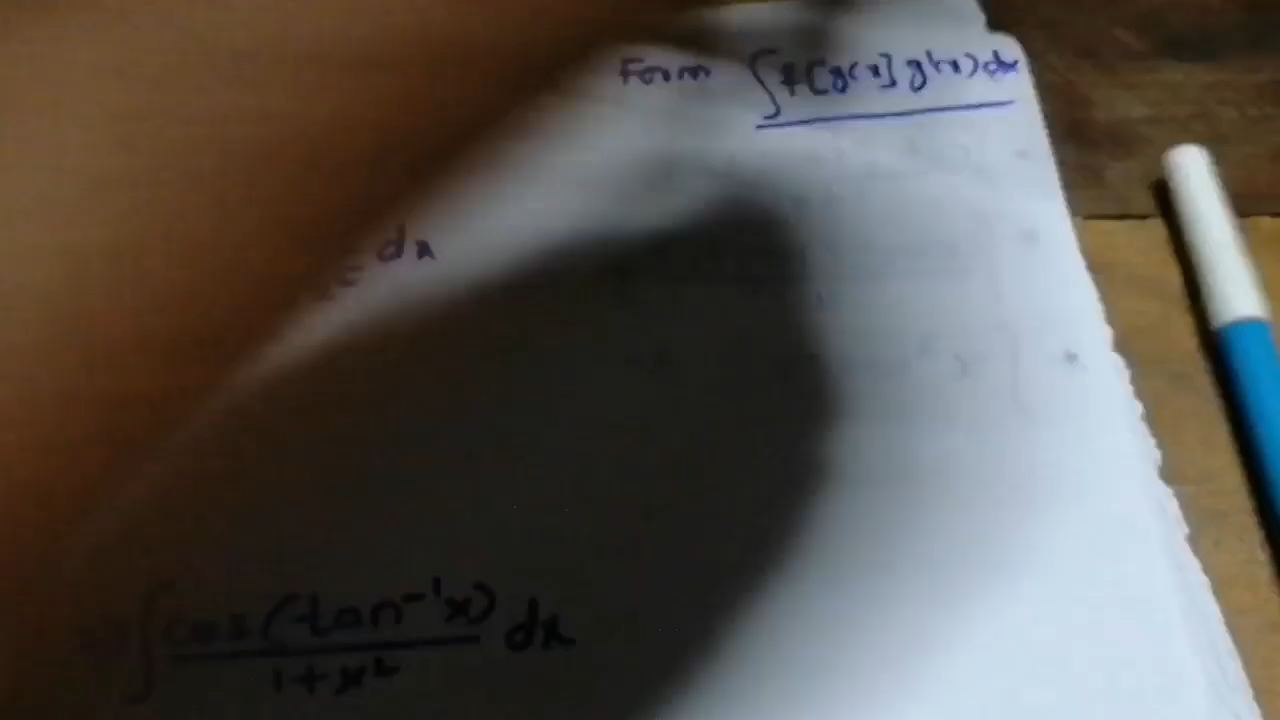 Form ∫f[g(x] g'(x) dx
dx
∫ cos(tan⁻¹x) / 1+x² dx